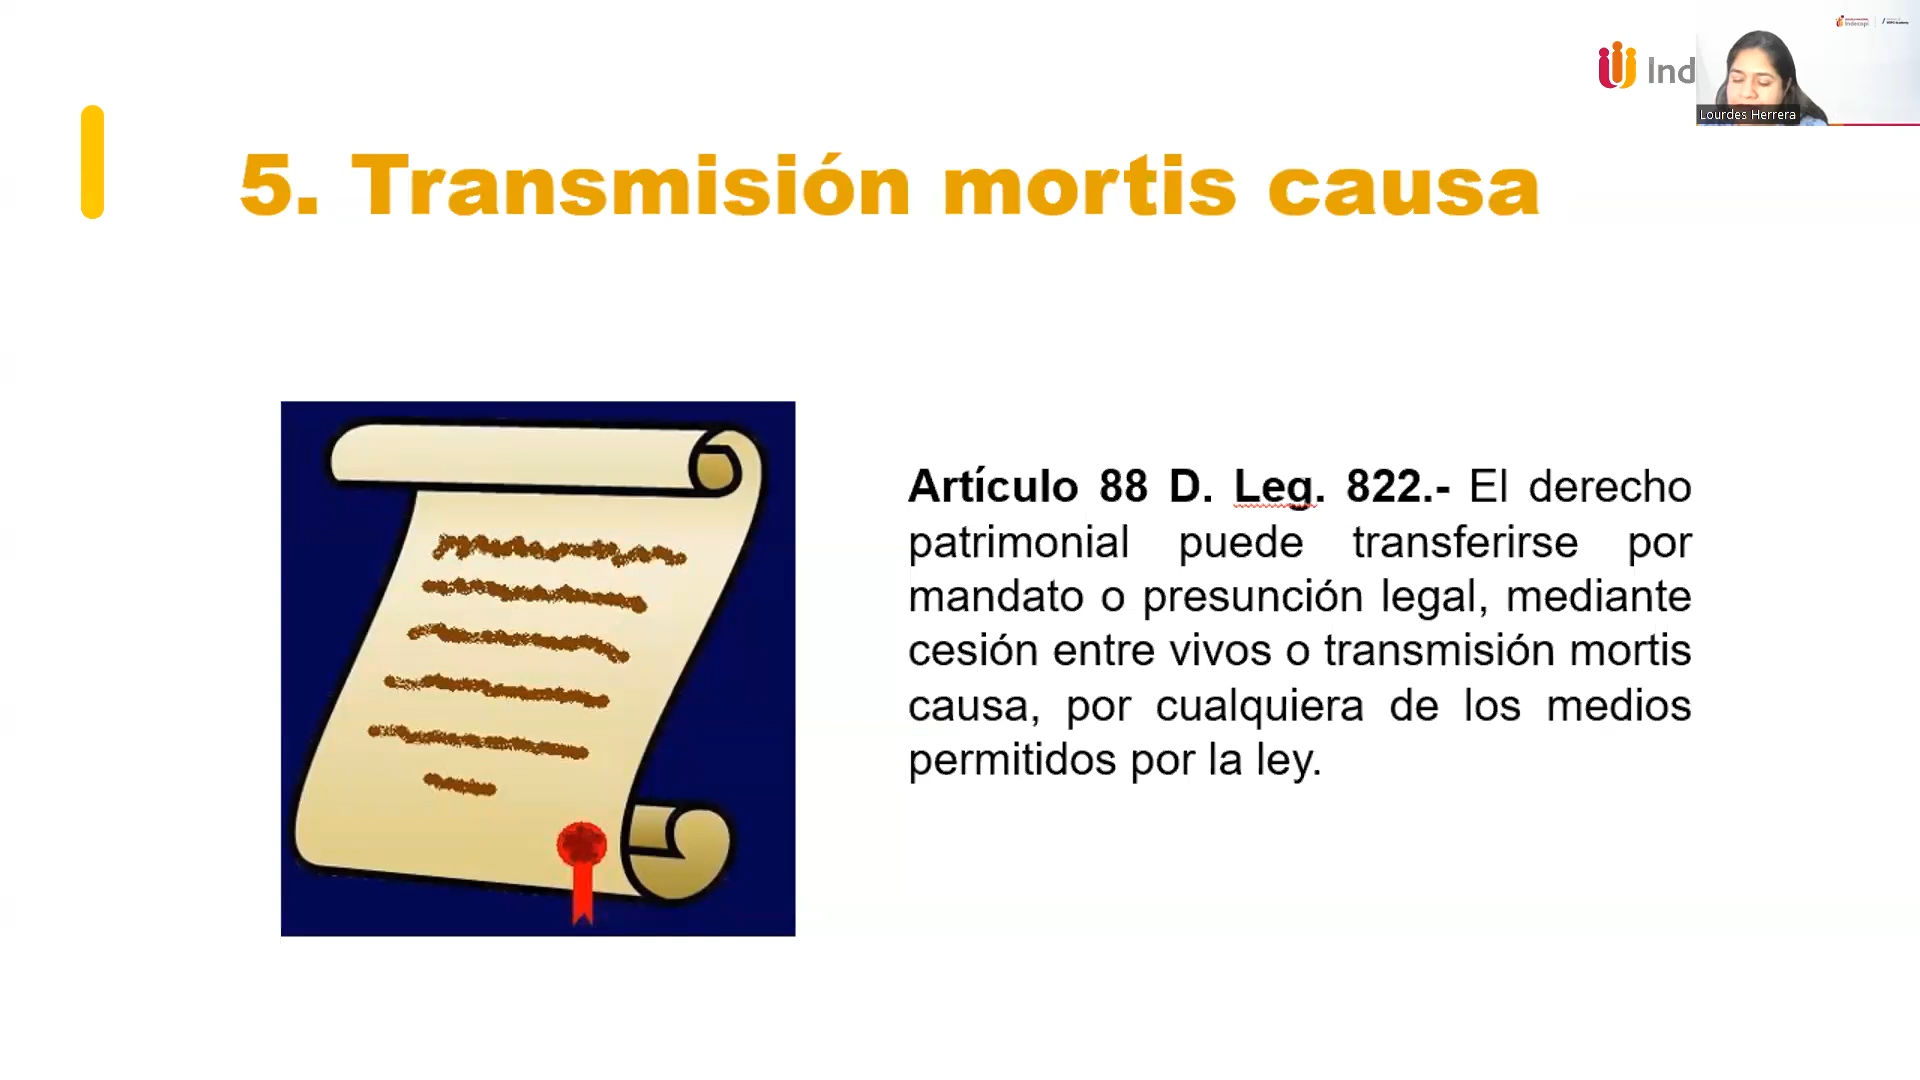 Ind
Lourdes Herrera
5. Transmisión mortis causa
Artículo 88 D. Leg. 822.- El derecho
patrimonial puede transferirse por
mandato o presunción legal, mediante
cesión entre vivos o transmisión mortis
causa, por cualquiera de los medios
permitidos por la ley.